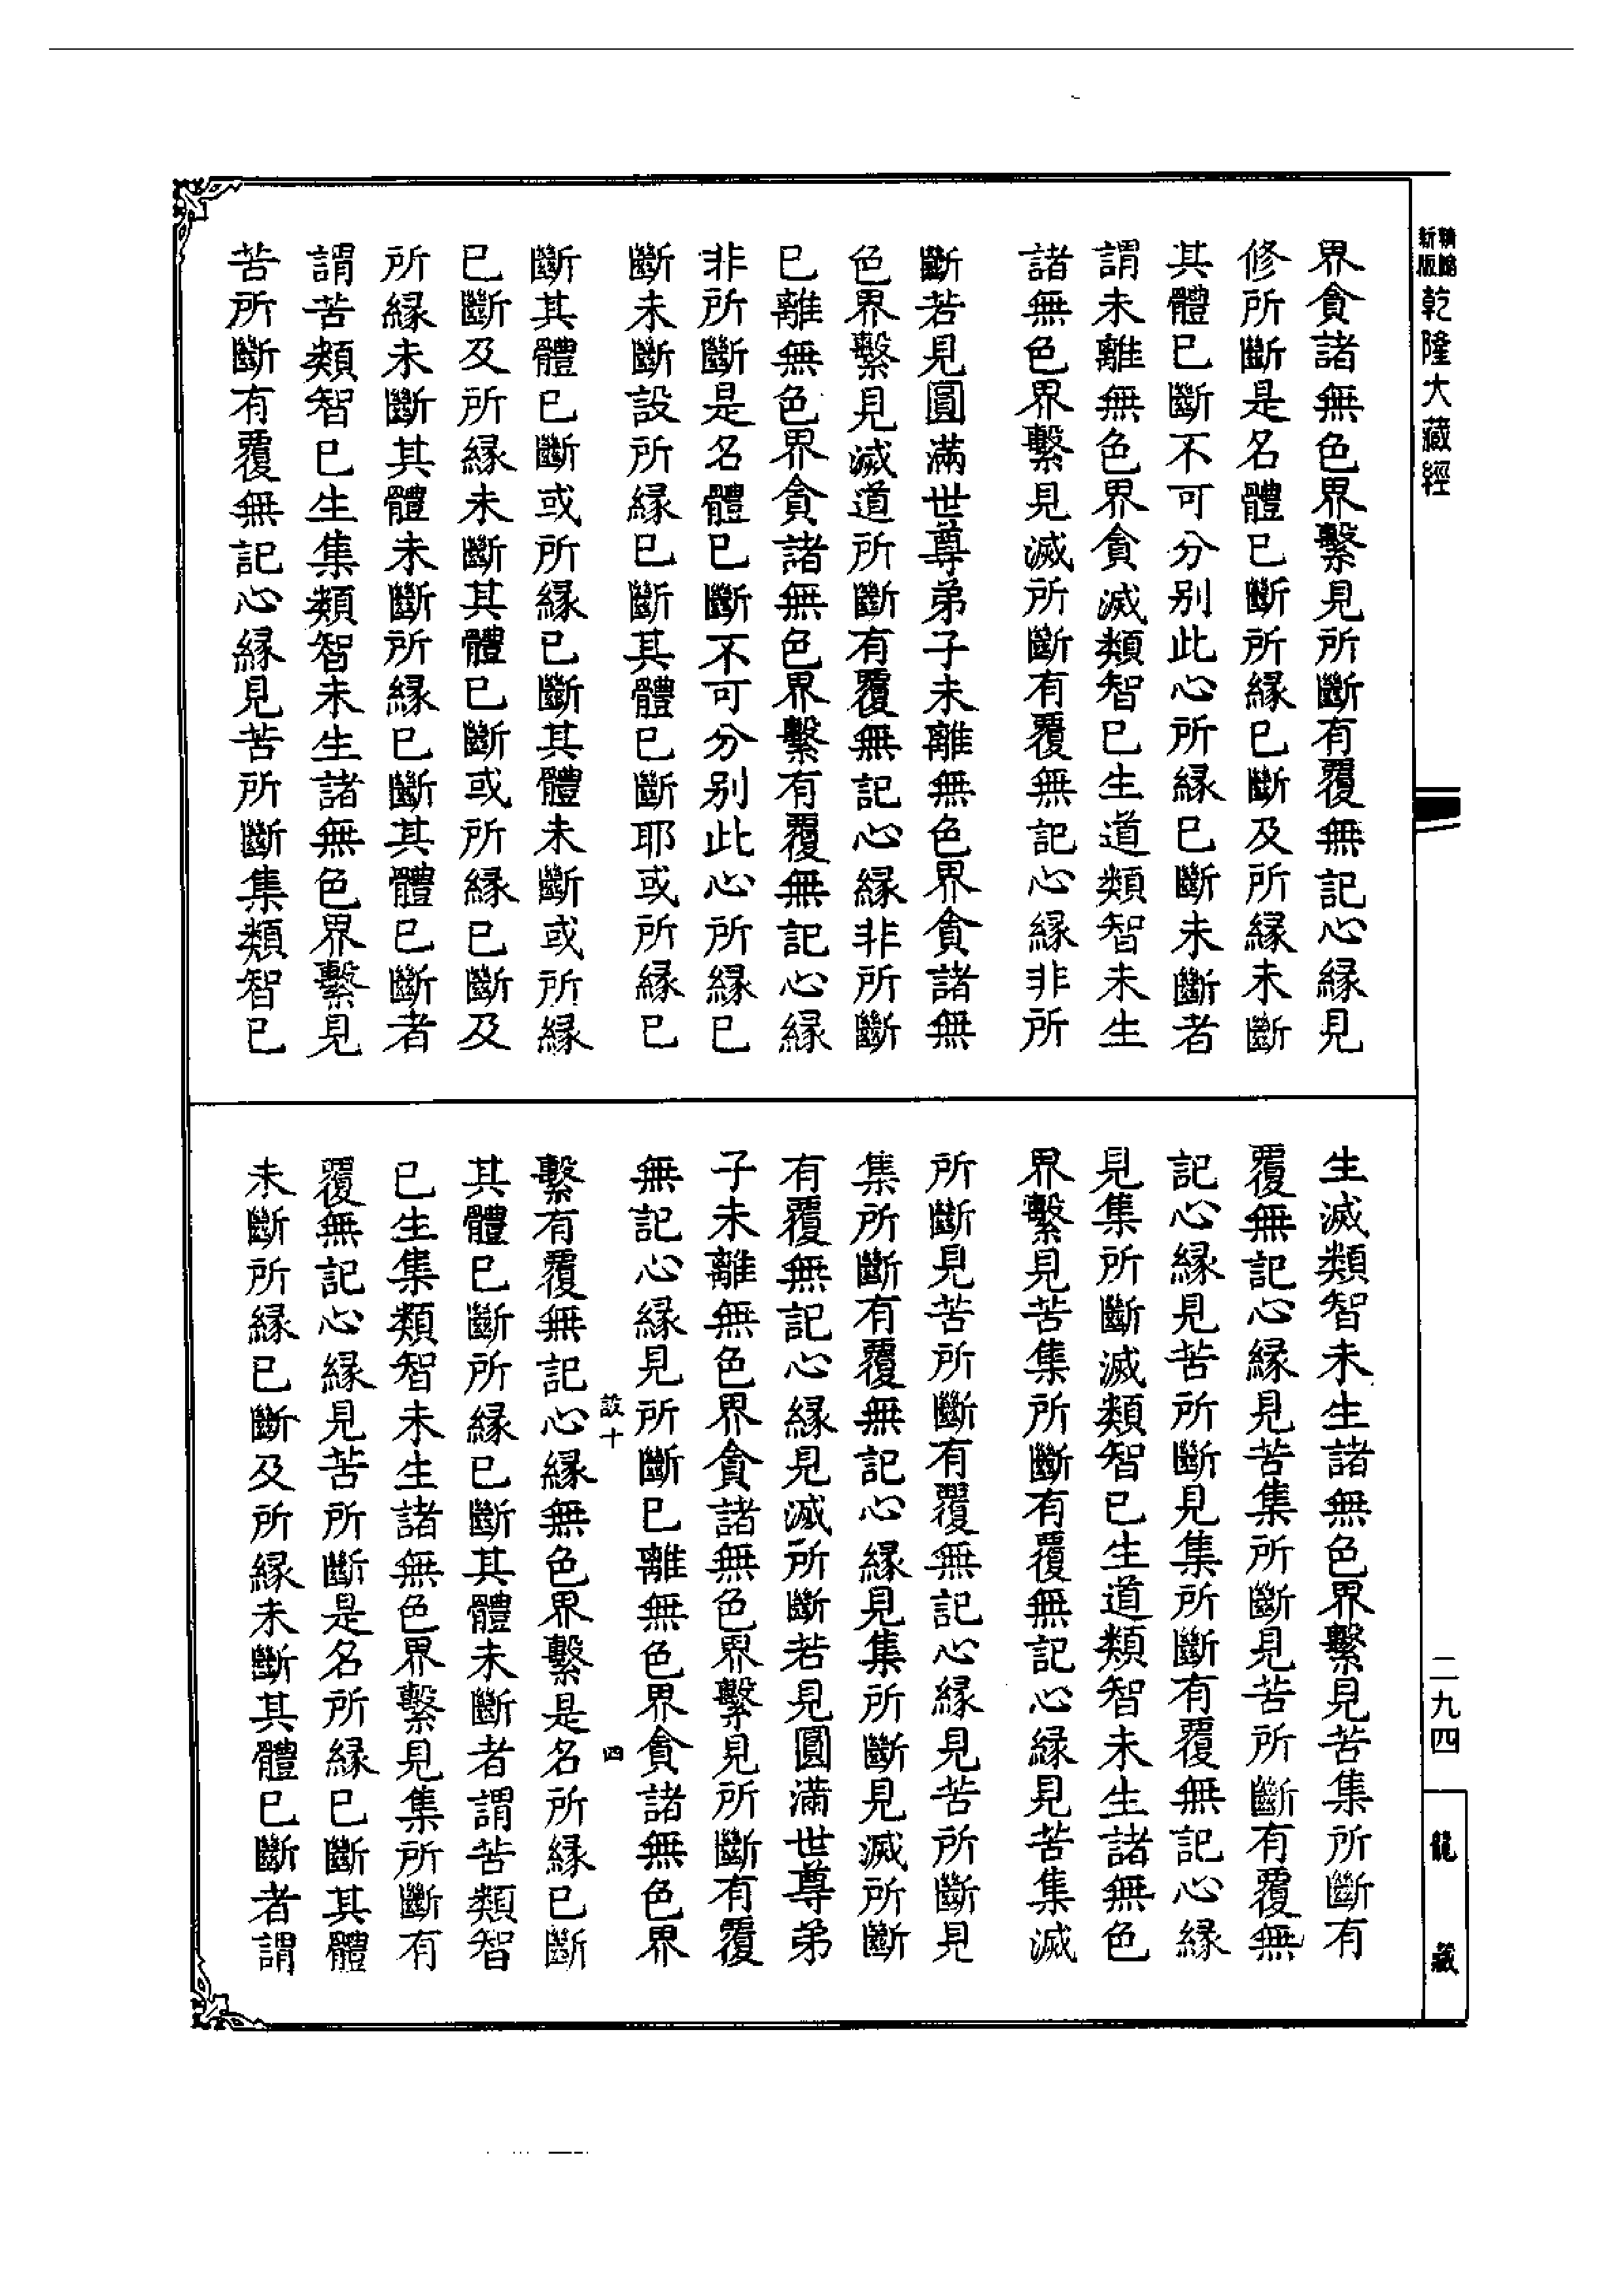 新版
精緻
乾隆大藏經
界貪諸無色界繫見所斷有覆無記心緣見
修所斷是名體已斷所緣已斷及所緣未斷
其體已斷不可分別此心所緣已斷未斷者
謂未離無色界貪滅類智已生道類智未生
諸無色界繫見滅所斷有覆無記心緣非所
斷若見圓滿世尊弟子未離無色界貪諸無
色界繫見滅道所斷有覆無記心緣非所斷
已離無色界貪諸無色界繫有覆無記心緣
非所斷是名體已斷不可分別此心所緣已
斷未斷設所緣已斷其體已斷耶或所緣已
斷其體已斷或所緣已斷其體未斷或所緣
已斷及所緣未斷其體已斷或所緣已斷及
所緣未斷其體未斷所緣已斷其體已斷者
謂苦類智已生集類智未生諸無色界繫見
苦所斷有覆無記心緣見苦所斷集類智已
生滅類智未生諸無色界繫見苦集所斷有
覆無記心緣見苦集所斷見苦所斷有覆無
記心緣見苦所斷見集所斷有覆無記心緣
見集所斷滅類智已生道類智未生諸無色
界繫見苦集所斷有覆無記心緣見苦集滅
所斷見苦所斷有覆無記心緣見苦所斷見
集所斷有覆無記心緣見集所斷見滅所斷
有覆無記心緣見滅所斷若見圓滿世尊弟
子未離無色界貪諸無色界繫見所斷有覆
無記心緣見所斷已離無色界貪諸無色界
設十 四
繫有覆無記心緣無色界繫是名所緣已斷
其體已斷所緣已斷其體未斷者謂苦類智
已生集類智未生諸無色界繫見集所斷有
覆無記心緣見苦所斷是名所緣已斷其體
未斷所緣已斷及所緣未斷其體已斷者謂
二九四
龍藏